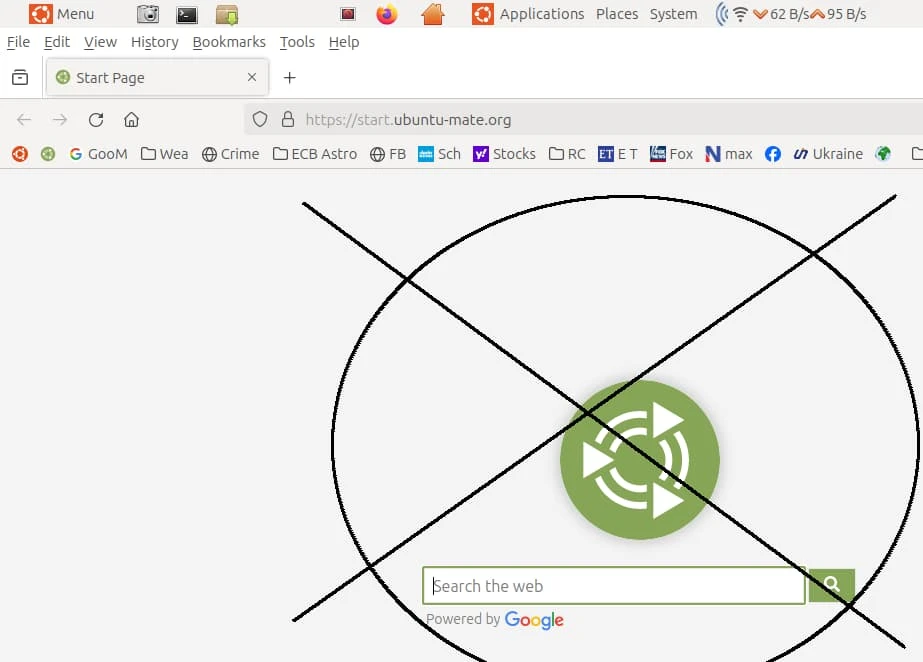 Menu Applications Places System 62 B/s 95 B/s
File Edit View History Bookmarks Tools Help
Start Page
https://start.ubuntu-mate.org
GooM Wea Crime ECB Astro FB Sch Stocks RC ET E T Fox max Ukraine
Search the web
Powered by Google